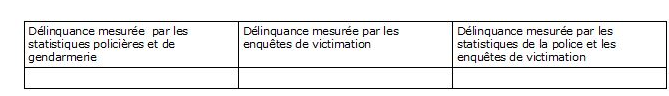 Délinquance mesurée  par les
statistiques policières et de
gendarmerie
Délinquance mesurée par les
enquêtes de victimation
Délinquance mesurée par les
statistiques de la police et les
enquêtes de victimation